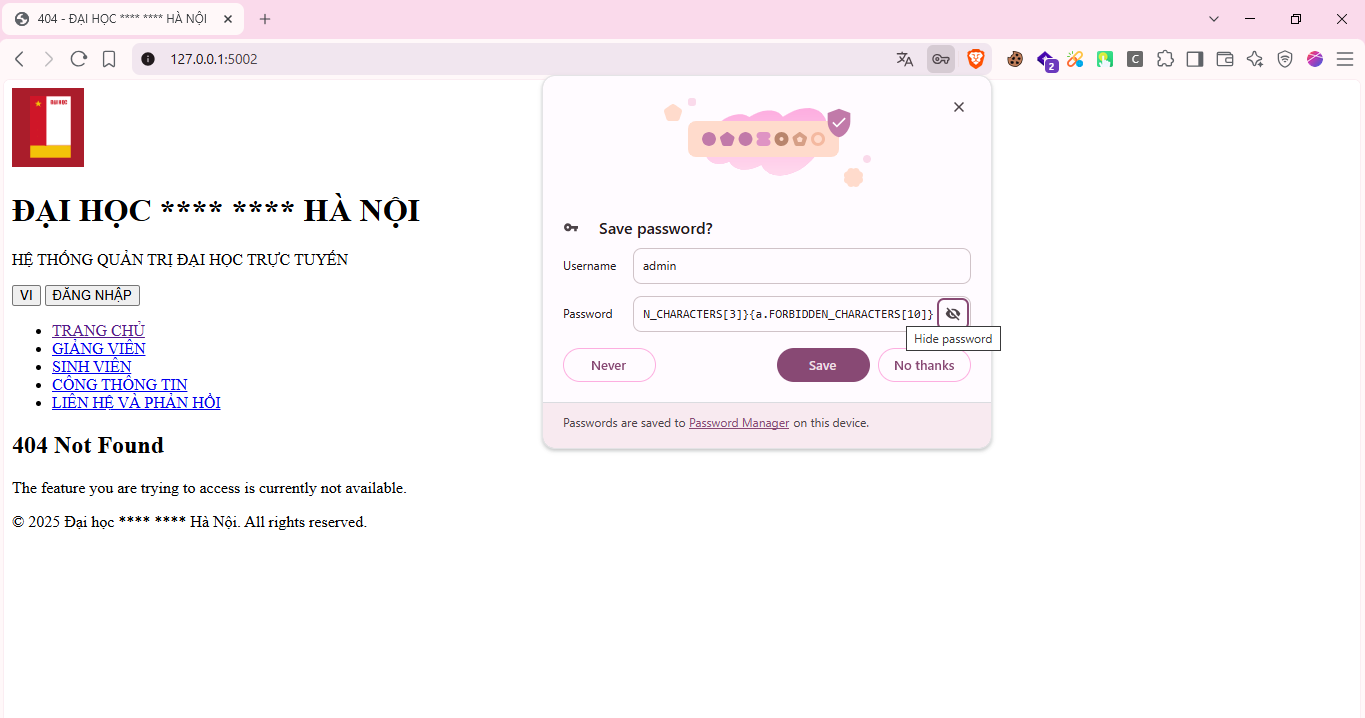 404 - ĐẠI HỌC **** **** HÀ NỘI
127.0.0.1:5002
2
C
ĐẠI HỌC
ĐẠI HỌC **** **** HÀ NỘI
HỆ THỐNG QUẢN TRỊ ĐẠI HỌC TRỰC TUYẾN
VI ĐĂNG NHẬP
TRANG CHỦ
GIẢNG VIÊN
SINH VIÊN
CỔNG THÔNG TIN
LIÊN HỆ VÀ PHẢN HỒI
404 Not Found
The feature you are trying to access is currently not available.
© 2025 Đại học **** **** Hà Nội. All rights reserved.
Save password?
Username admin
Password N_CHARACTERS[3]}{a.FORBIDDEN_CHARACTERS[10]}
Hide password
Never Save No thanks
Passwords are saved to Password Manager on this device.